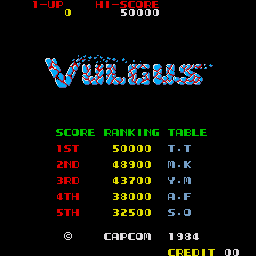 1-UP HI-SCORE
0 50000
VULGUS
SCORE RANKING TABLE
1ST 50000 T.T
2ND 48900 M.K
3RD 43700 Y.M
4TH 38000 A.F
5TH 32500 S.O
© CAPCOM 1984
CREDIT 00